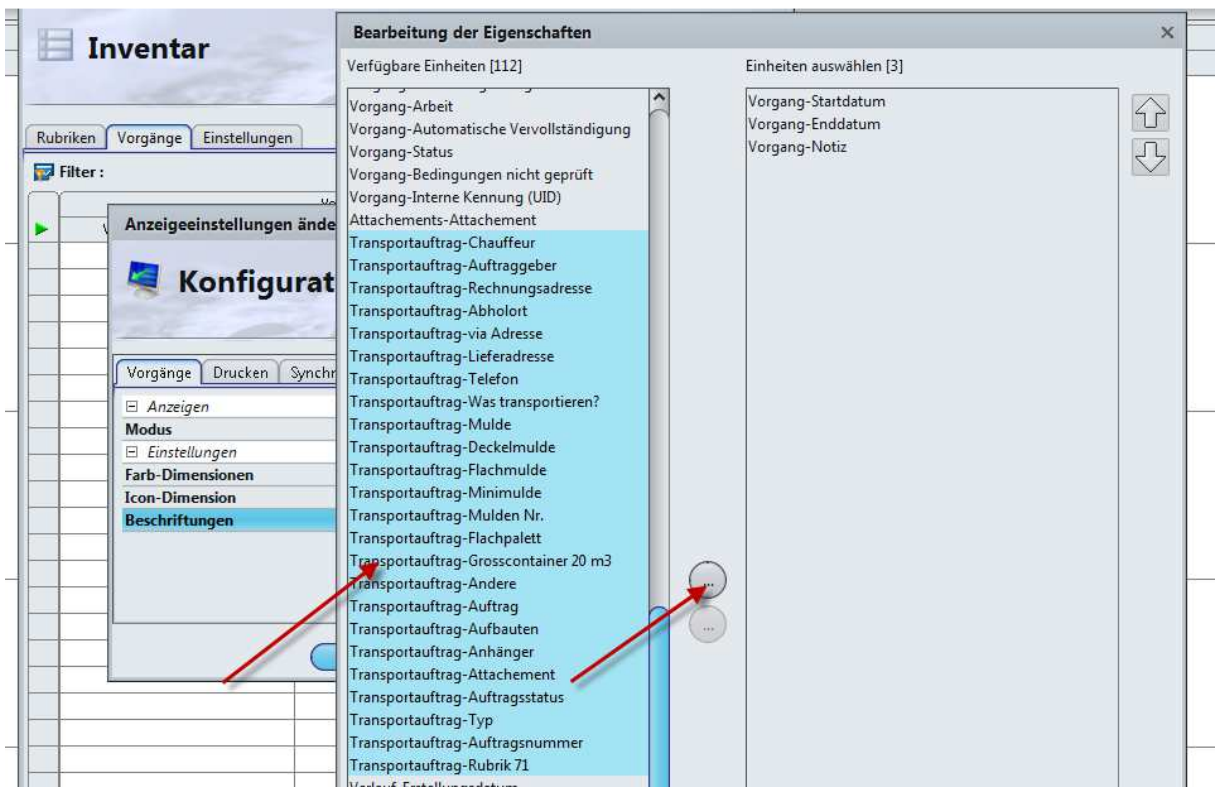 Inventar
Rubriken Vorgänge Einstellungen
Filter :
Anzeigeeinstellungen ände
Konfigurat
Vorgänge Drucken Synchr
Anzeigen
Modus
Einstellungen
Farb-Dimensionen
Icon-Dimension
Beschriftungen
Bearbeitung der Eigenschaften
Verfügbare Einheiten [112]
Vorgang-Arbeit
Vorgang-Automatische Vervollständigung
Vorgang-Status
Vorgang-Bedingungen nicht geprüft
Vorgang-Interne Kennung (UID)
Attachements-Attachement
Transportauftrag-Chauffeur
Transportauftrag-Auftraggeber
Transportauftrag-Rechnungsadresse
Transportauftrag-Abholort
Transportauftrag-via Adresse
Transportauftrag-Lieferadresse
Transportauftrag-Telefon
Transportauftrag-Was transportieren?
Transportauftrag-Mulde
Transportauftrag-Deckelmulde
Transportauftrag-Flachmulde
Transportauftrag-Minimulde
Transportauftrag-Mulden Nr.
Transportauftrag-Flachpalett
Transportauftrag-Grosscontainer 20 m3
Transportauftrag-Andere
Transportauftrag-Auftrag
Transportauftrag-Aufbauten
Transportauftrag-Anhänger
Transportauftrag-Attachement
Transportauftrag-Auftragsstatus
Transportauftrag-Typ
Transportauftrag-Auftragsnummer
Transportauftrag-Rubrik 71
Verlauf-Erstellungsdatum
...
...
Einheiten auswählen [3]
Vorgang-Startdatum
Vorgang-Enddatum
Vorgang-Notiz